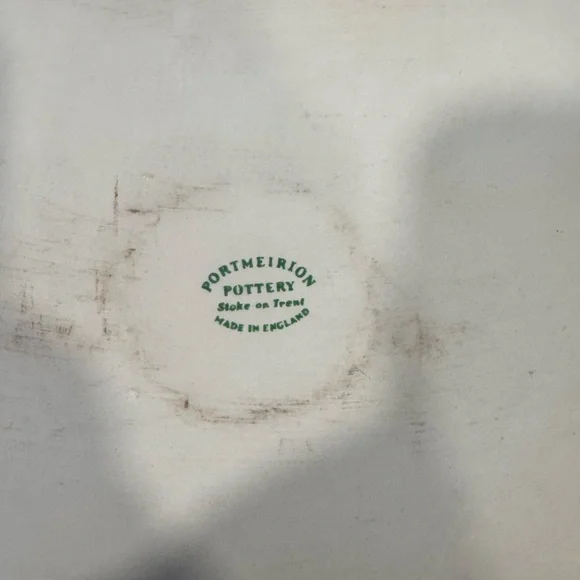 PORTMEIRION
POTTERY
Stoke on Trent
MADE IN ENGLAND